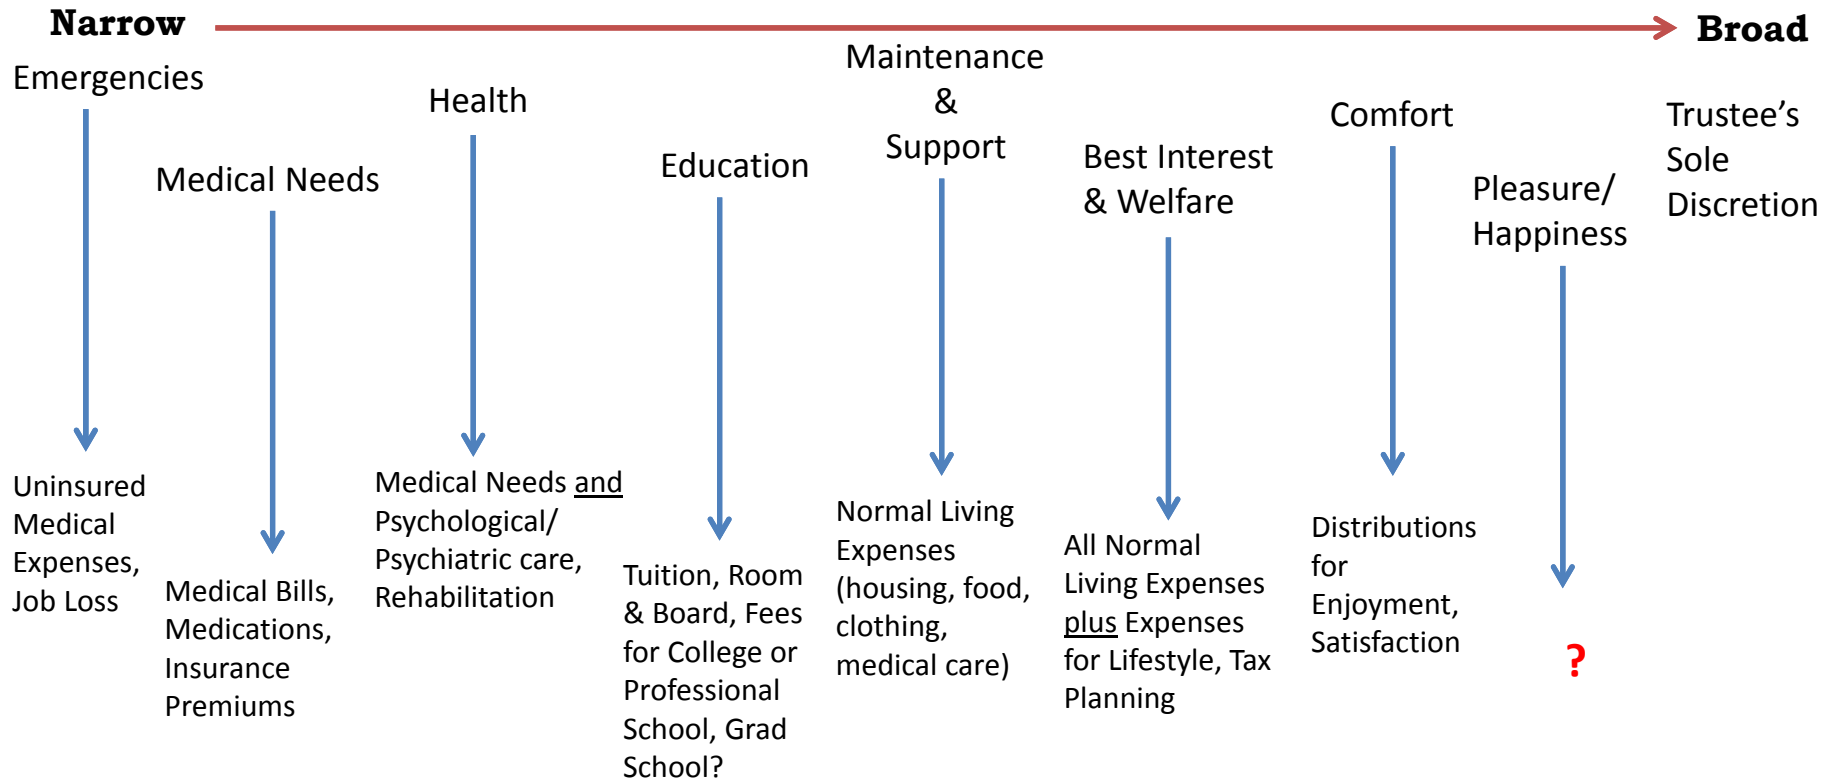 Narrow
Broad
Emergencies
Uninsured
Medical
Expenses,
Job Loss
Medical Needs
Medical Bills,
Medications,
Insurance
Premiums
Health
Medical Needs and
Psychological/
Psychiatric care,
Rehabilitation
Education
Tuition, Room
& Board, Fees
for College or
Professional
School, Grad
School?
Maintenance
&
Support
Normal Living
Expenses
(housing, food,
clothing,
medical care)
Best Interest
& Welfare
All Normal
Living Expenses
plus Expenses
for Lifestyle, Tax
Planning
Comfort
Distributions
for
Enjoyment,
Satisfaction
Pleasure/
Happiness
?
Trustee’s
Sole
Discretion